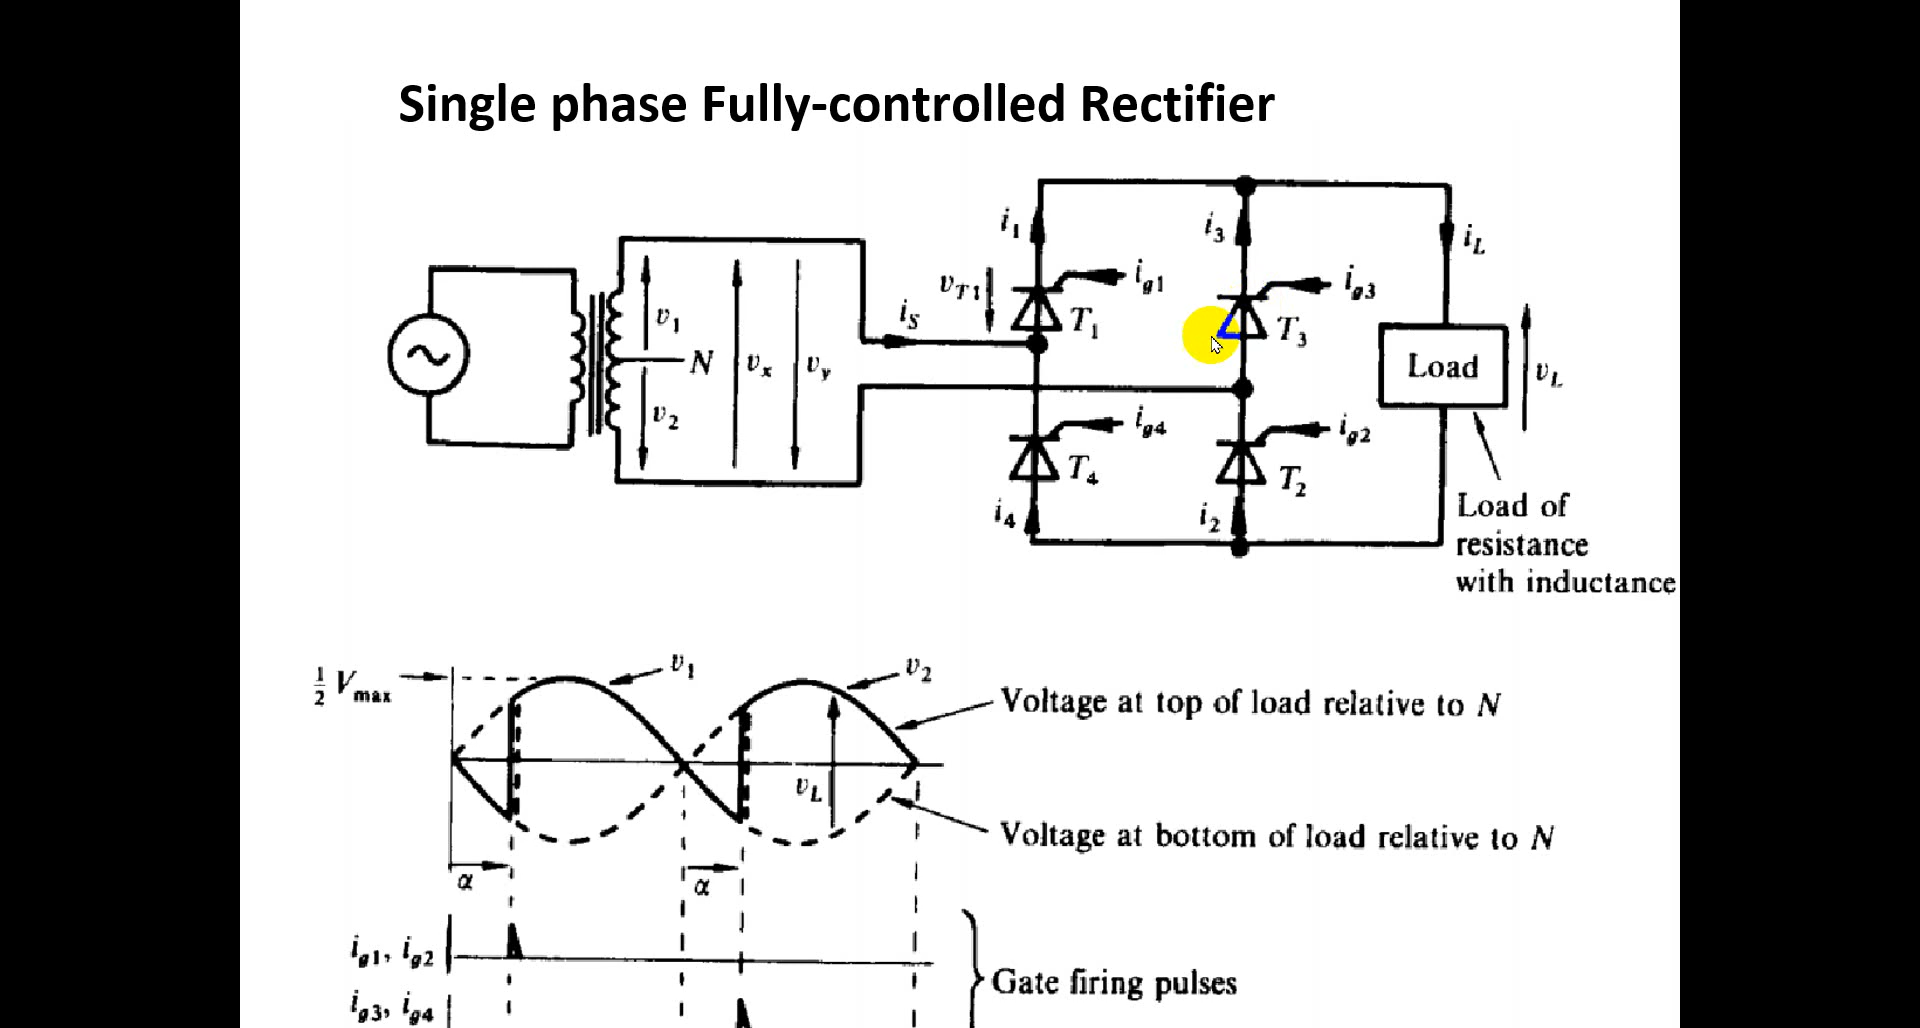 Single phase Fully-controlled Rectifier
i1
i3
iL
vT1
ig1
ig3
v1
iS
T1
T3
N
vx
vy
Load
vL
v2
ig4
ig2
T4
T2
i4
i2
Load of
resistance
with inductance
½ Vmax
v1
v2
Voltage at top of load relative to N
vL
Voltage at bottom of load relative to N
α
α
ig1, ig2
Gate firing pulses
ig3, ig4